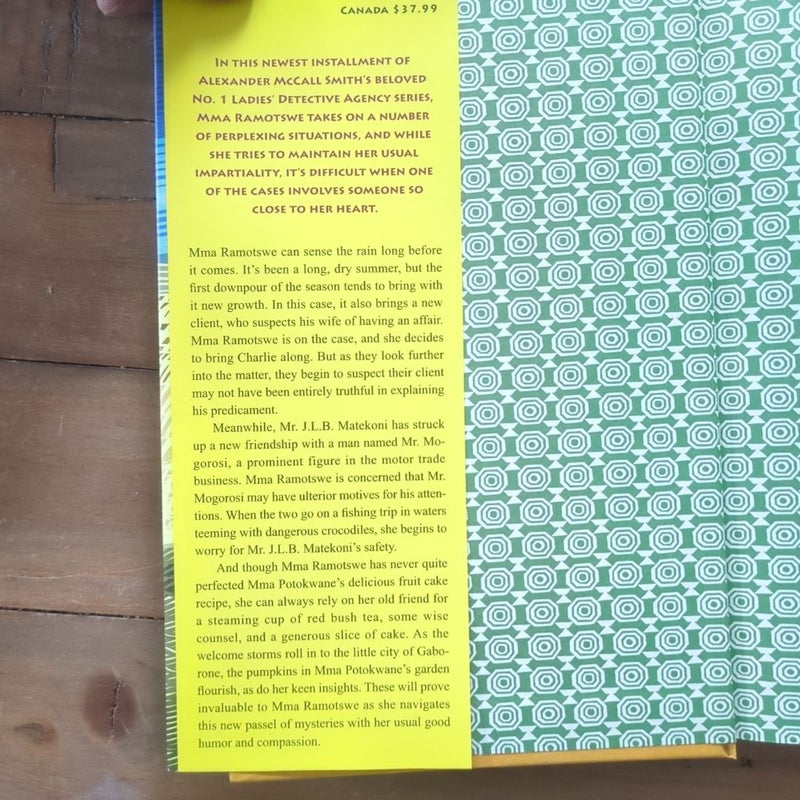 CANADA $37.99
IN THIS NEWEST INSTALLMENT OF
ALEXANDER MCCALL SMITH'S BELOVED
NO. 1 LADIES' DETECTIVE AGENCY SERIES,
MMA RAMOTSWE TAKES ON A NUMBER
OF PERPLEXING SITUATIONS, AND WHILE
SHE TRIES TO MAINTAIN HER USUAL
IMPARTIALITY, IT'S DIFFICULT WHEN ONE
OF THE CASES INVOLVES SOMEONE SO
CLOSE TO HER HEART.
Mma Ramotswe can sense the rain long before
it comes. It's been a long, dry summer, but the
first downpour of the season tends to bring with
it new growth. In this case, it also brings a new
client, who suspects his wife of having an affair.
Mma Ramotswe is on the case, and she decides
to bring Charlie along. But as they look further
into the matter, they begin to suspect their client
may not have been entirely truthful in explaining
his predicament.
Meanwhile, Mr. J.L.B. Matekoni has struck
up a new friendship with a man named Mr. Mo-
gorosi, a prominent figure in the motor trade
business. Mma Ramotswe is concerned that Mr.
Mogorosi may have ulterior motives for his atten-
tions. When the two go on a fishing trip in waters
teeming with dangerous crocodiles, she begins to
worry for Mr. J.L.B. Matekoni's safety.
And though Mma Ramotswe has never quite
perfected Mma Potokwane's delicious fruit cake
recipe, she can always rely on her old friend for
a steaming cup of red bush tea, some wise
counsel, and a generous slice of cake. As the
welcome storms roll in to the little city of Gabo-
rone, the pumpkins in Mma Potokwane's garden
flourish, as do her keen insights. These will prove
invaluable to Mma Ramotswe as she navigates
this new passel of mysteries with her usual good
humor and compassion.